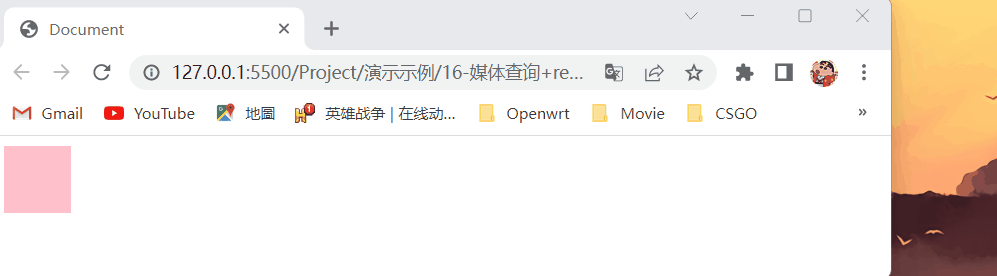 Document
127.0.0.1:5500/Project/演示示例/16-媒体查询+re...
Gmail YouTube 地圖 英雄战争 | 在线动... Openwrt Movie CSGO »